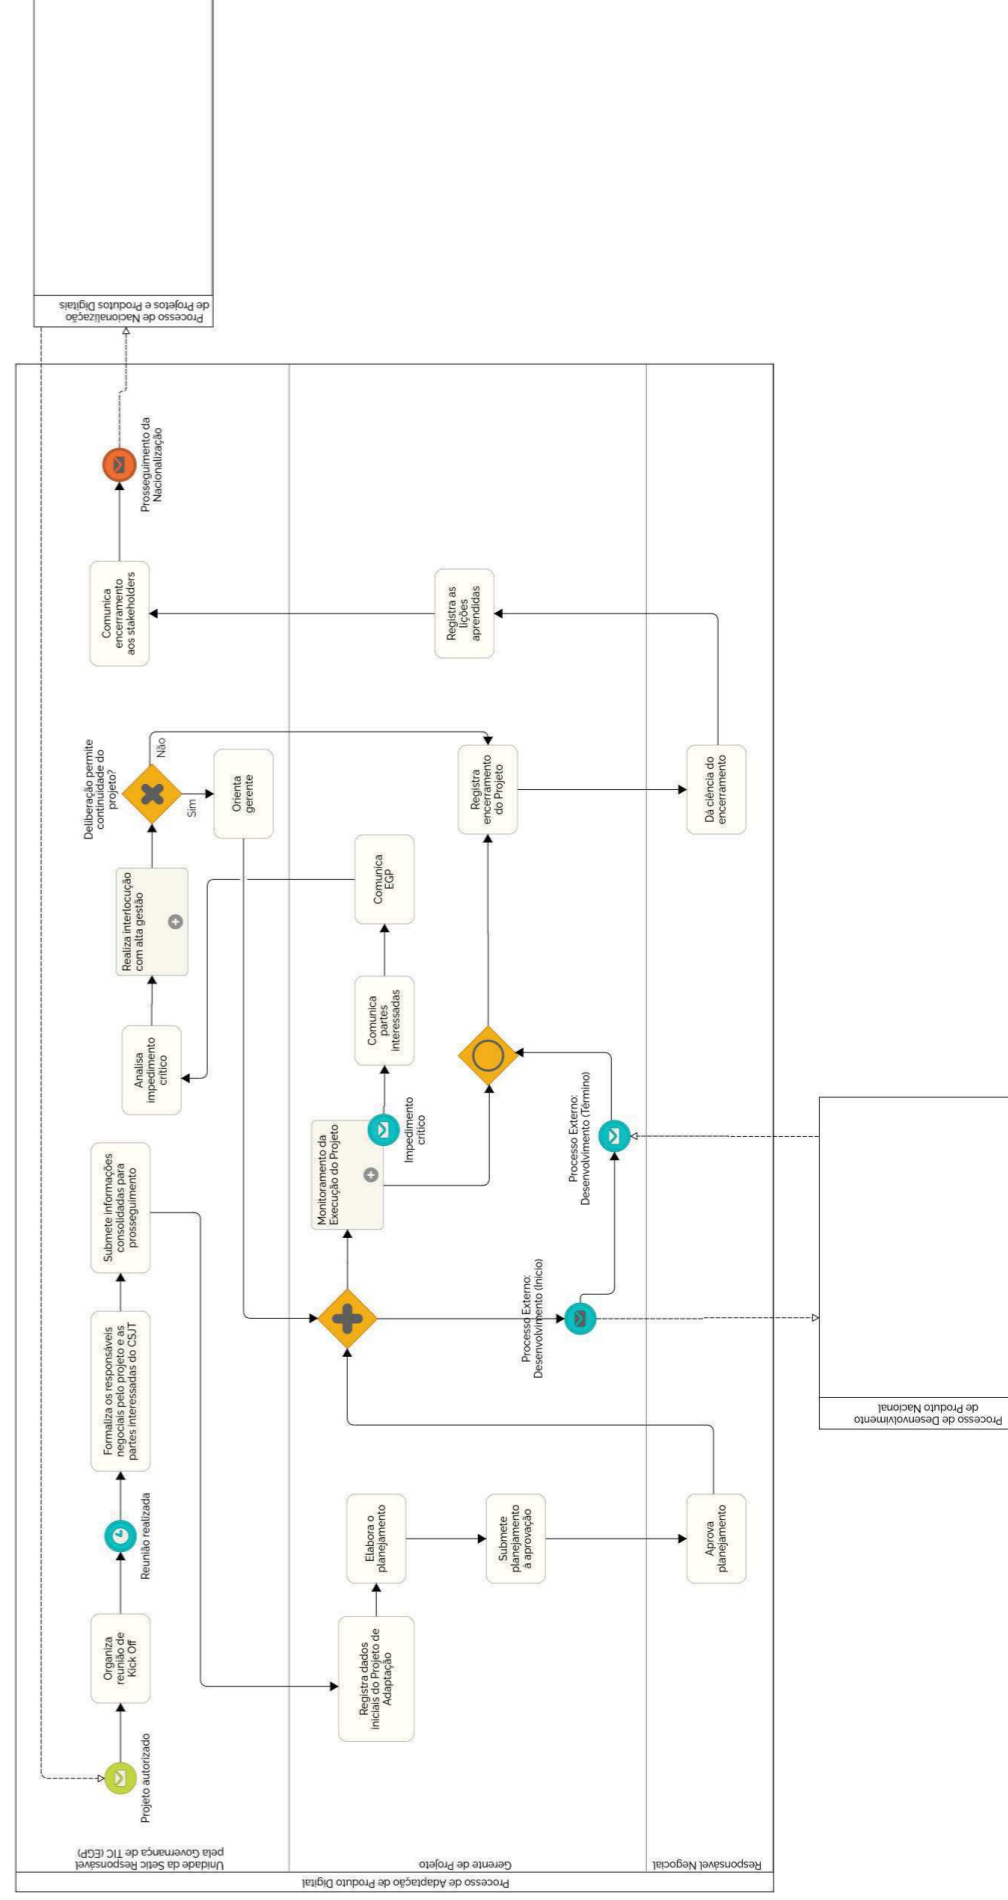 Processo de Adaptação de Produto Digital
Unidade da Setic Responsável
pela Governança de TIC (EGP)
Projeto autorizado
Organiza
reunião de
Kick Off
Reunião realizada
Formaliza os responsáveis
negociais pelo projeto e as
partes interessadas do CSJT
Submete informações
consolidadas para
prosseguimento
Analisa
impedimento
crítico
Realiza interlocução
com alta gestão
Deliberação permite
continuidade do
projeto?
Não
Sim
Orienta
gerente
Comunica
encerramento
aos stakeholders
Prosseguimento da
Nacionalização
Processo de Nacionalização
de Projetos e Produtos Digitais
Gerente de Projeto
Registra dados
iniciais do Projeto de
Adaptação
Elabora o
planejamento
Submete
planejamento
à aprovação
Monitoramento da
Execução do Projeto
Impedimento
crítico
Comunica
partes
interessadas
Comunica
EGP
Processo Externo:
Desenvolvimento (Início)
Processo Externo:
Desenvolvimento (Término)
Registra
encerramento
do Projeto
Registra as
lições
aprendidas
Responsável Negocial
Aprova
planejamento
Dá ciência do
encerramento
Processo de Desenvolvimento
de Produto Nacional